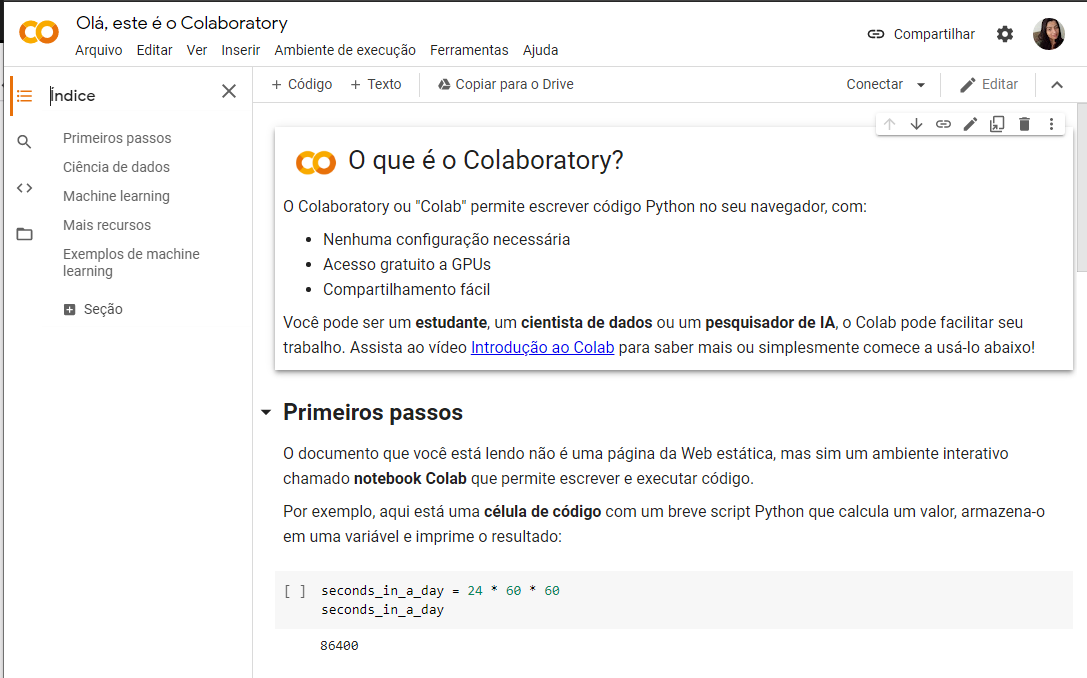 Olá, este é o Colaboratory
Arquivo Editar Ver Inserir Ambiente de execução Ferramentas Ajuda
Compartilhar
Índice
Primeiros passos
Ciência de dados
Machine learning
Mais recursos
Exemplos de machine
learning
Seção
+ Código + Texto Copiar para o Drive
Conectar Editar
O que é o Colaboratory?
O Colaboratory ou "Colab" permite escrever código Python no seu navegador, com:
• Nenhuma configuração necessária
• Acesso gratuito a GPUs
• Compartilhamento fácil
Você pode ser um estudante, um cientista de dados ou um pesquisador de IA, o Colab pode facilitar seu
trabalho. Assista ao vídeo Introdução ao Colab para saber mais ou simplesmente comece a usá-lo abaixo!
Primeiros passos
O documento que você está lendo não é uma página da Web estática, mas sim um ambiente interativo
chamado notebook Colab que permite escrever e executar código.
Por exemplo, aqui está uma célula de código com um breve script Python que calcula um valor, armazena-o
em uma variável e imprime o resultado:
[ ] seconds_in_a_day = 24 * 60 * 60
seconds_in_a_day
86400